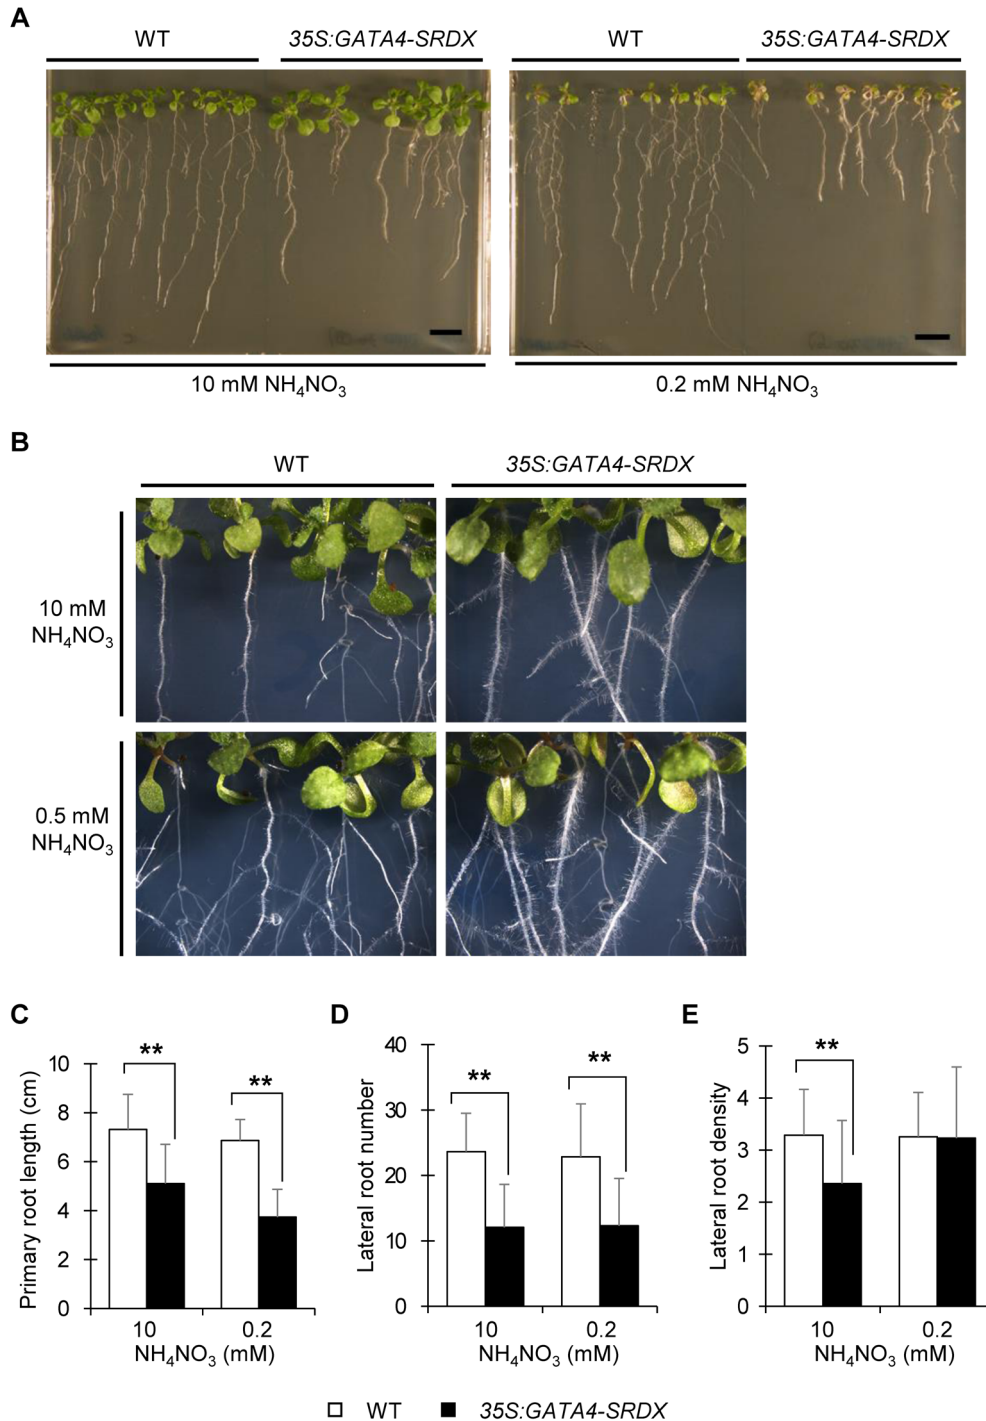 A
WT 35S:GATA4-SRDX WT 35S:GATA4-SRDX
10 mM NH₄NO₃ 0.2 mM NH₄NO₃
B
WT 35S:GATA4-SRDX
10 mM
NH₄NO₃
0.5 mM
NH₄NO₃
C
Primary root length (cm)
10
8
6
4
2
0
**
**
10 0.2
NH₄NO₃ (mM)
D
Lateral root number
40
30
20
10
0
**
**
10 0.2
NH₄NO₃ (mM)
E
Lateral root density
5
4
3
2
1
0
**
10 0.2
NH₄NO₃ (mM)
WT 35S:GATA4-SRDX